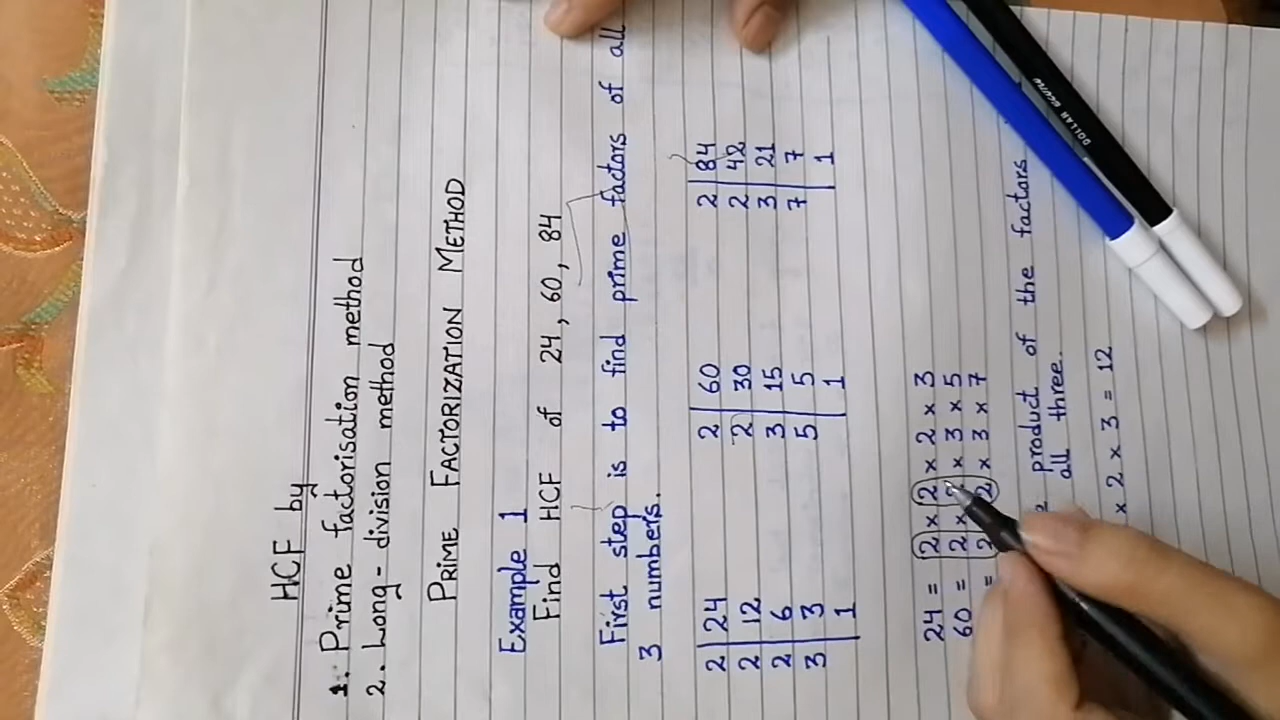 HCF by
1. Prime factorisation method
2. Long - division method
PRIME FACTORIZATION METHOD
Example 1
Find HCF of 24, 60, 84
First step is to find prime factors of all
3 numbers.
2 | 24 2 | 60 2 | 84
2 | 12 2 | 30 2 | 42
2 | 6 3 | 15 3 | 21
3 | 3 5 | 5 7 | 7
1 1 1
24 = 2 × 2 × 2 × 3
60 = 2 × 2 × 3 × 5
= 2 2 × 3 × 7
product of the factors
all three.
× 2 × 3 = 12
DOLLAR